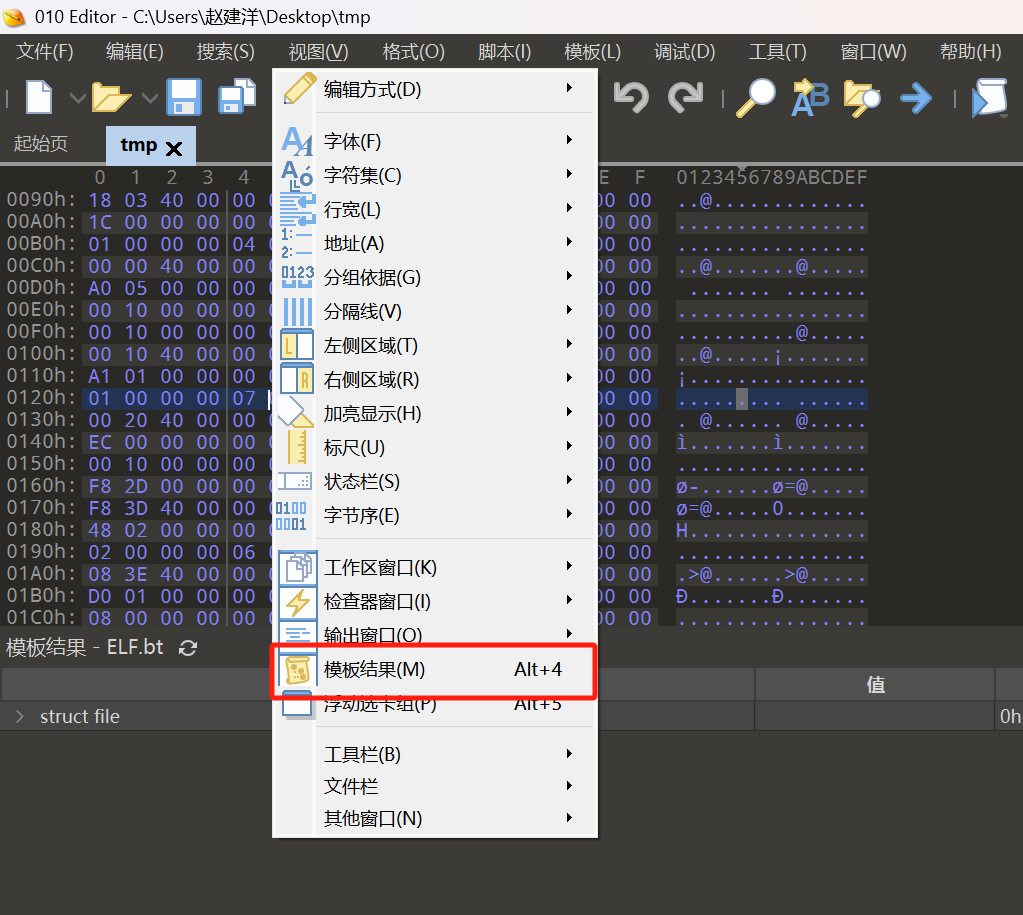 010 Editor - C:\Users\赵建洋\Desktop\tmp
文件(F) 编辑(E) 搜索(S) 视图(V) 格式(O) 脚本(I) 模板(L) 调试(D) 工具(T) 窗口(W) 帮助(H)
起始页 tmp
编辑方式(D)
字体(F)
字符集(C)
行宽(L)
地址(A)
分组依据(G)
分隔线(V)
左侧区域(T)
右侧区域(R)
加亮显示(H)
标尺(U)
状态栏(S)
字节序(E)
工作区窗口(K)
检查器窗口(I)
输出窗口(O)
模板结果(M) Alt+4
浮动选卡组(P) Alt+5
工具栏(B)
文件栏
其他窗口(N)
0 1 2 3 4 E F 0123456789ABCDEF
0090h: 18 03 40 00 00 00 00 ..@.............
00A0h: 1C 00 00 00 00 00 00 ................
00B0h: 01 00 00 00 04 00 00 ................
00C0h: 00 00 40 00 00 00 00 ..@.......@.....
00D0h: A0 05 00 00 00 00 00  ....... .......
00E0h: 00 10 00 00 00 00 00 ................
00F0h: 00 10 00 00 00 00 00 ..........@.....
0100h: 00 10 40 00 00 00 00 ..@.....¡.......
0110h: A1 01 00 00 00 00 00 ¡...............
0120h: 01 00 00 00 07 00 00 ......... ......
0130h: 00 20 40 00 00 00 00 . @....... @.....
0140h: EC 00 00 00 00 00 00 ì.......ì.......
0150h: 00 10 00 00 00 00 00 ................
0160h: F8 2D 00 00 00 00 00 ø-......ø=@.....
0170h: F8 3D 40 00 00 00 00 ø=@.....O.......
0180h: 48 02 00 00 00 00 00 H...............
0190h: 02 00 00 00 06 00 00 ................
01A0h: 08 3E 40 00 00 00 00 .>@......>@.....
01B0h: D0 01 00 00 00 00 00 Ð.......Ð.......
01C0h: 08 00 00 00 00 00 00 ................
模板结果 - ELF.bt
值
struct file 0h